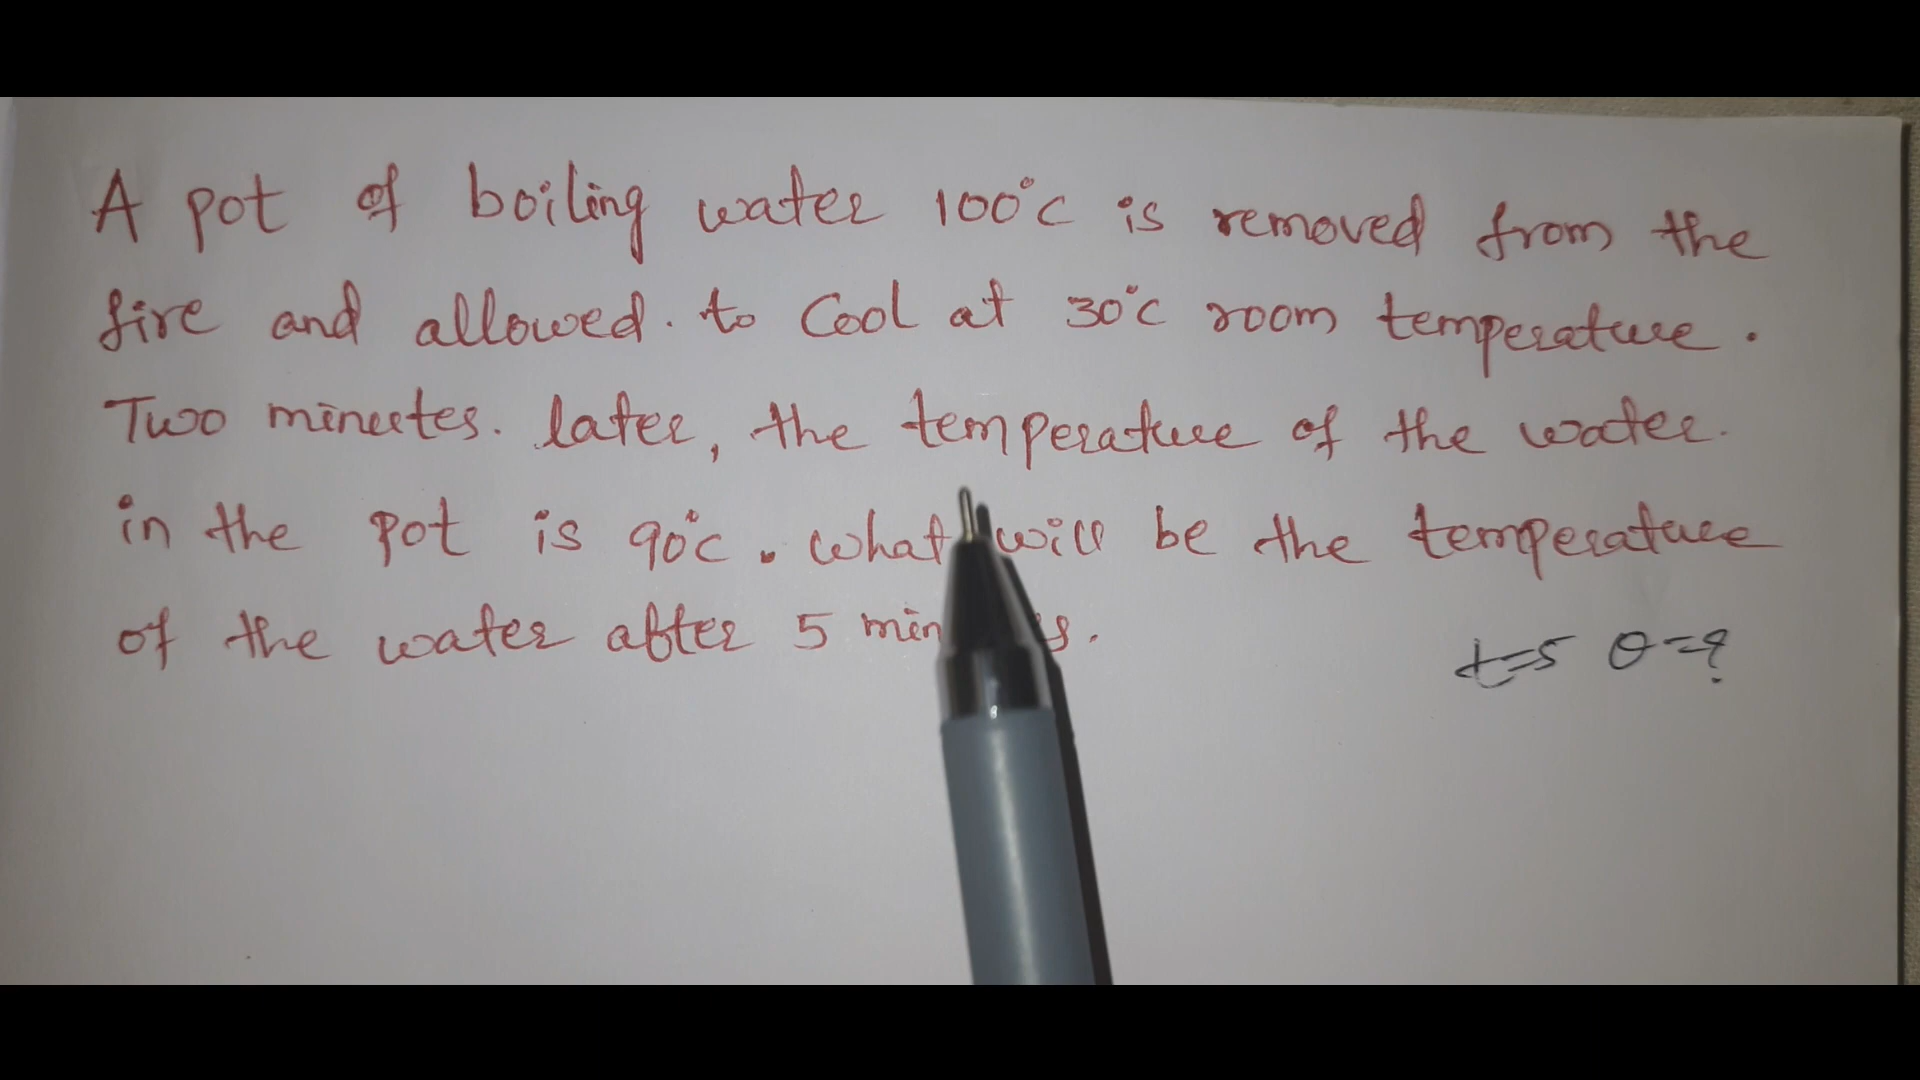 A pot of boiling water 100°C is removed from the
fire and allowed. to Cool at 30°C room temperature.
Two minutes. later, the temperature of the water.
in the pot is 90°C. what will be the temperature
of the water after 5
t=5 θ=?